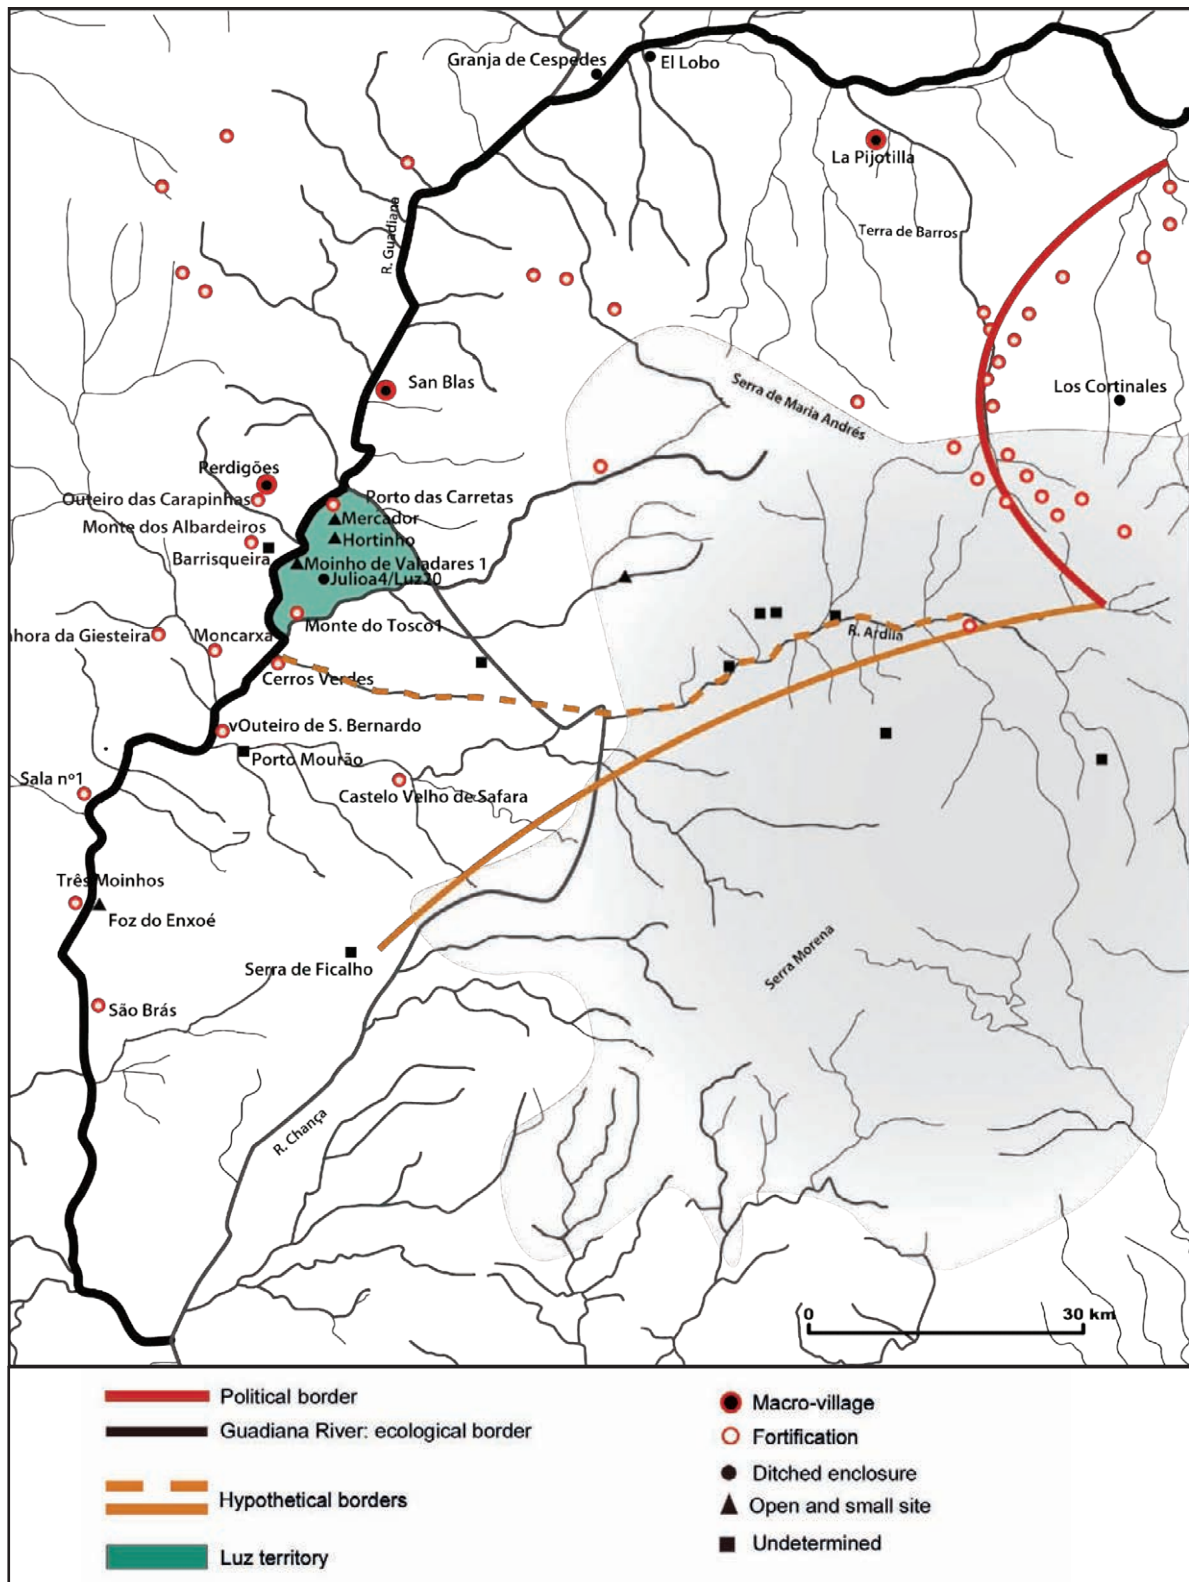 Granja de Cespedes
El Lobo
La Pijotilla
R. Guadiana
Terra de Barros
San Blas
Serra de Maria Andrés
Los Cortinales
Perdigões
Outeiro das Carapinhas
Porto das Carretas
Mercador
Monte dos Albardeiros
Hortinho
Barrisqueira
Moinho de Valadares 1
Julioa4/Luz20
nhora da Giesteira
Moncarxa
Monte do Tosco1
R. Ardila
Cerros Verdes
vOuteiro de S. Bernardo
Porto Mourão
Sala nº1
Castelo Velho de Safara
Três Moinhos
Foz do Enxoé
Serra de Ficalho
Serra Morena
São Brás
R. Chança
0 30 km
Political border
Guadiana River: ecological border
Hypothetical borders
Luz territory
Macro-village
Fortification
Ditched enclosure
Open and small site
Undetermined